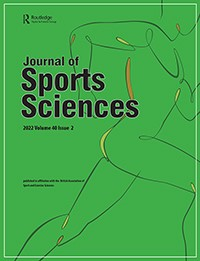 Routledge
Taylor & Francis Group
Journal of
Sports
Sciences
2022 Volume 40 Issue 2
published in affiliation with the British Association of
Sport and Exercise Sciences